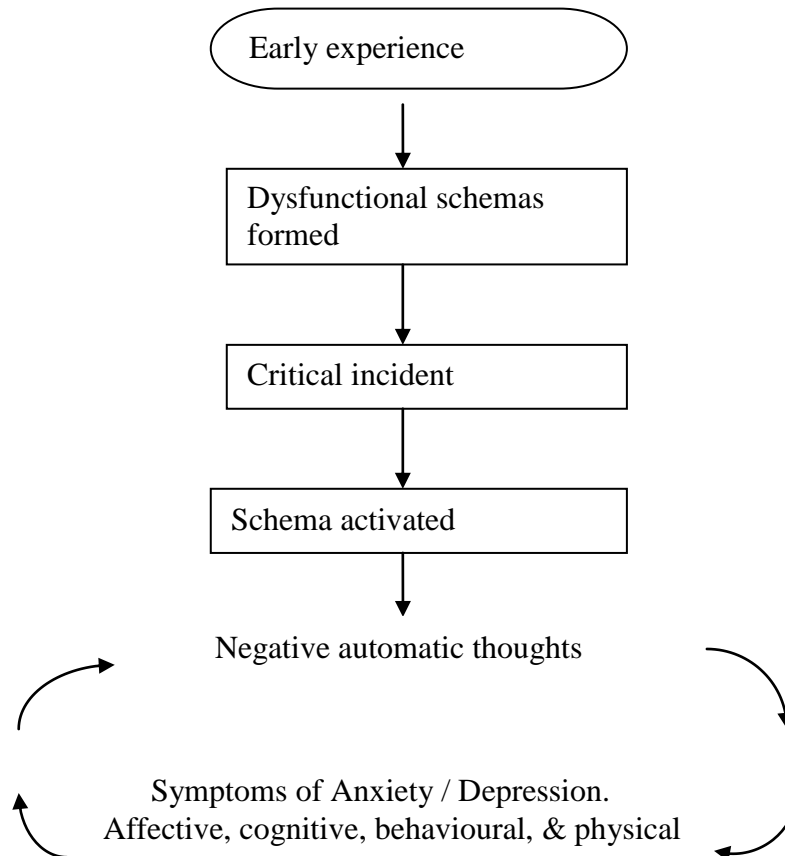 Early experience
Dysfunctional schemas
formed
Critical incident
Schema activated
Negative automatic thoughts
Symptoms of Anxiety / Depression.
Affective, cognitive, behavioural, & physical